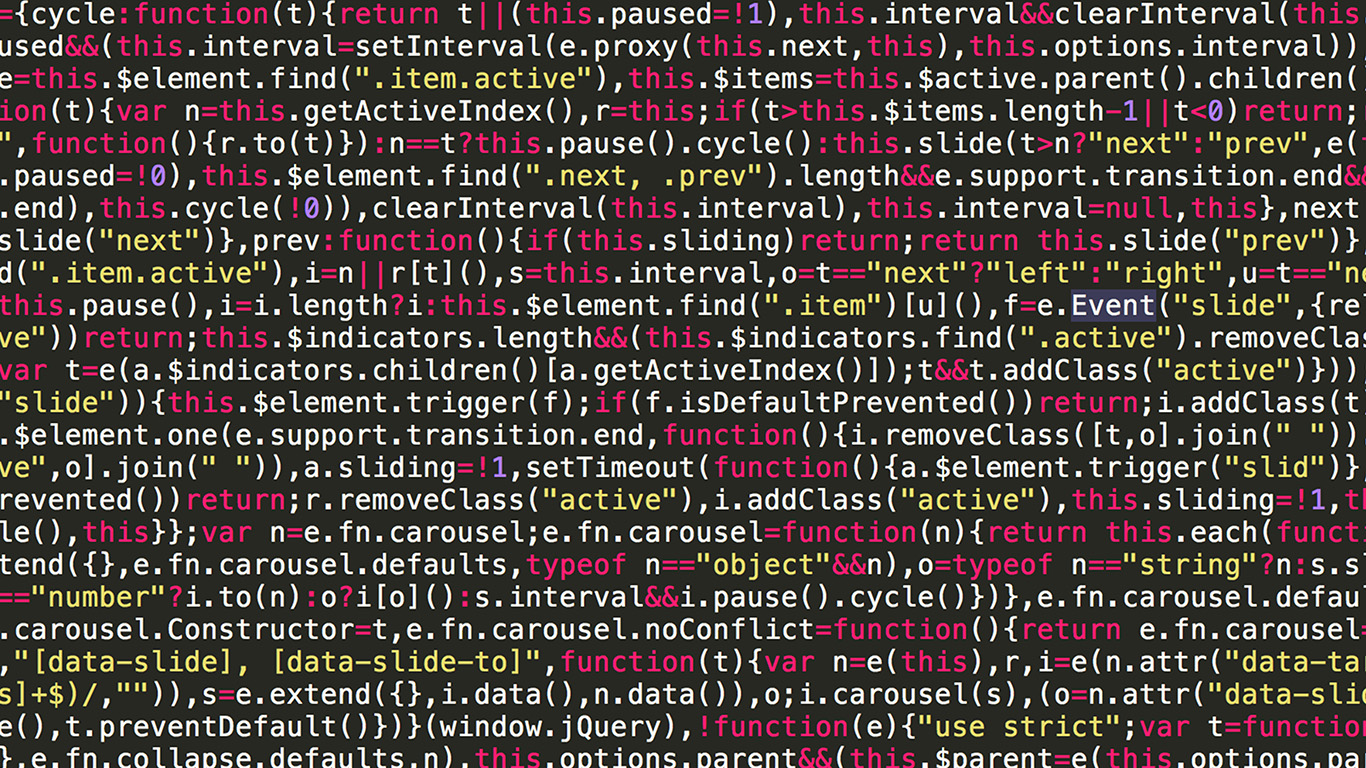 ={cycle:function(t){return t||(this.paused=!1),this.interval&&clearInterval(this
used&&(this.interval=setInterval(e.proxy(this.next,this),this.options.interval))
e=this.$element.find(".item.active"),this.$items=this.$active.parent().children(
ion(t){var n=this.getActiveIndex(),r=this;if(t>this.$items.length-1||t<0)return;
",function(){r.to(t)}):n==t?this.pause().cycle():this.slide(t>n?"next":"prev",e(
.paused=!0),this.$element.find(".next, .prev").length&&e.support.transition.end&&
.end),this.cycle(!0)),clearInterval(this.interval),this.interval=null,this},next
slide("next")},prev:function(){if(this.sliding)return;return this.slide("prev")}
d(".item.active"),i=n||r[t](),s=this.interval,o=t=="next"?"left":"right",u=t=="ne
this.pause(),i=i.length?i:this.$element.find(".item")[u](),f=e.Event("slide",{re
ve"))return;this.$indicators.length&&(this.$indicators.find(".active").removeClas
var t=e(a.$indicators.children()[a.getActiveIndex()]);t&&t.addClass("active")}))
"slide")){this.$element.trigger(f);if(f.isDefaultPrevented())return;i.addClass(t
.$element.one(e.support.transition.end,function(){i.removeClass([t,o].join(" "))
ve",o].join(" ")),a.sliding=!1,setTimeout(function(){a.$element.trigger("slid")}
revented())return;r.removeClass("active"),i.addClass("active"),this.sliding=!1,th
le(),this}};var n=e.fn.carousel;e.fn.carousel=function(n){return this.each(functi
tend({},e.fn.carousel.defaults,typeof n=="object"&&n),o=typeof n=="string"?n:s.s
=="number"?i.to(n):o?i[o]():s.interval&&i.pause().cycle()})},e.fn.carousel.defau
.carousel.Constructor=t,e.fn.carousel.noConflict=function(){return e.fn.carousel=
,"[data-slide], [data-slide-to]",function(t){var n=e(this),r,i=e(n.attr("data-ta
s]+$)/,"")),s=e.extend({},i.data(),n.data()),o;i.carousel(s),(o=n.attr("data-slid
e(),t.preventDefault()})}(window.jQuery),!function(e){"use strict";var t=function
}.e.fn.collapse.defaults.n).this.options.parent&&(this.$parent=e(this.options.pa